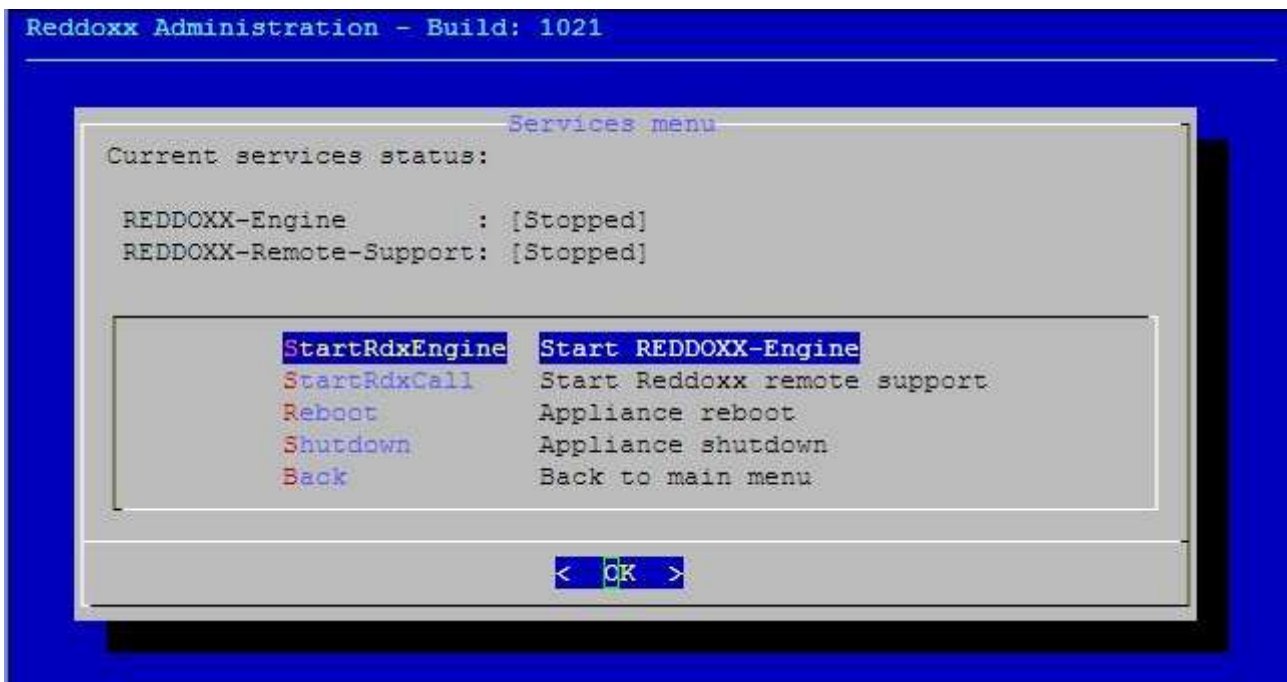 Reddoxx Administration - Build: 1021
Services menu
Current services status:
REDDOXX-Engine : [Stopped]
REDDOXX-Remote-Support: [Stopped]
StartRdxEngine Start REDDOXX-Engine
StartRdxCall Start Reddoxx remote support
Reboot Appliance reboot
Shutdown Appliance shutdown
Back Back to main menu
< OK >